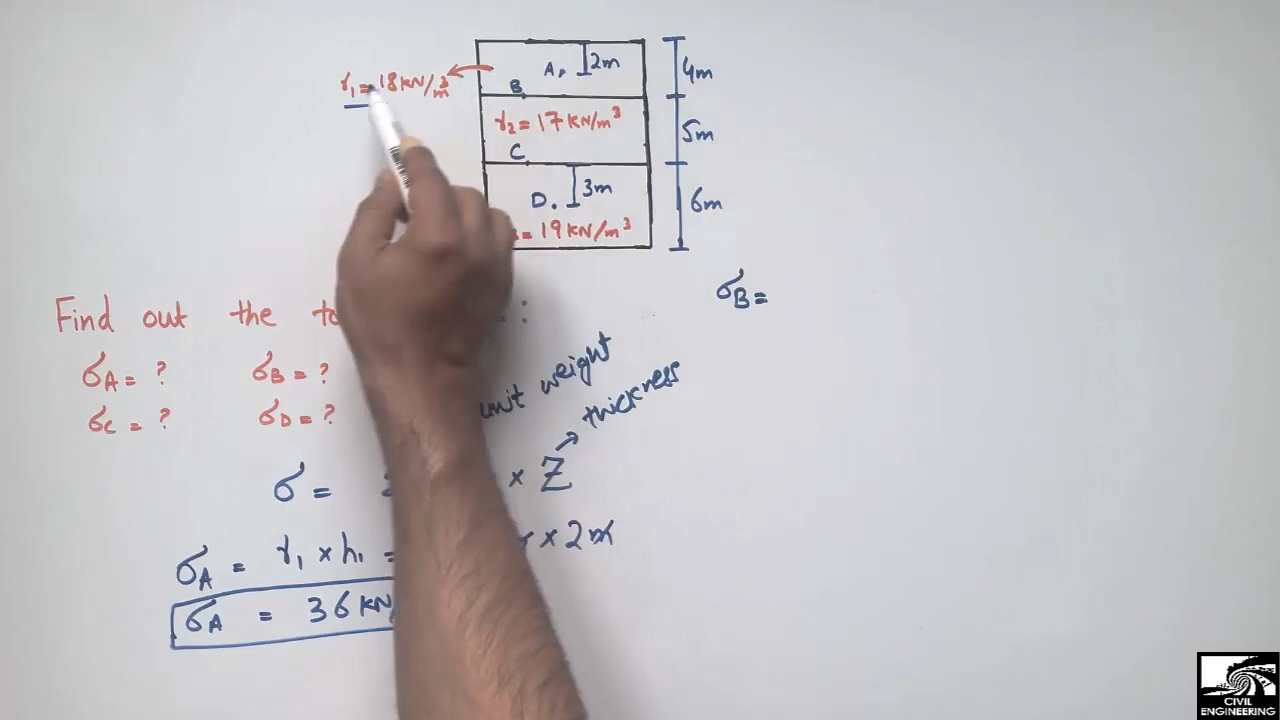 γ1 = 18 KN/m³
A. 2m
B
4m
γ2 = 17 KN/m³
5m
C
3m
D.
6m
= 19 KN/m³
σB =
Find out the
:
σA = ? σB = ?
σC = ? σD = ?
unit weight
thickness
σ = × Z
σA = γ1 × h1 = × 2m
σA = 36 KN
CIVIL
ENGINEERING